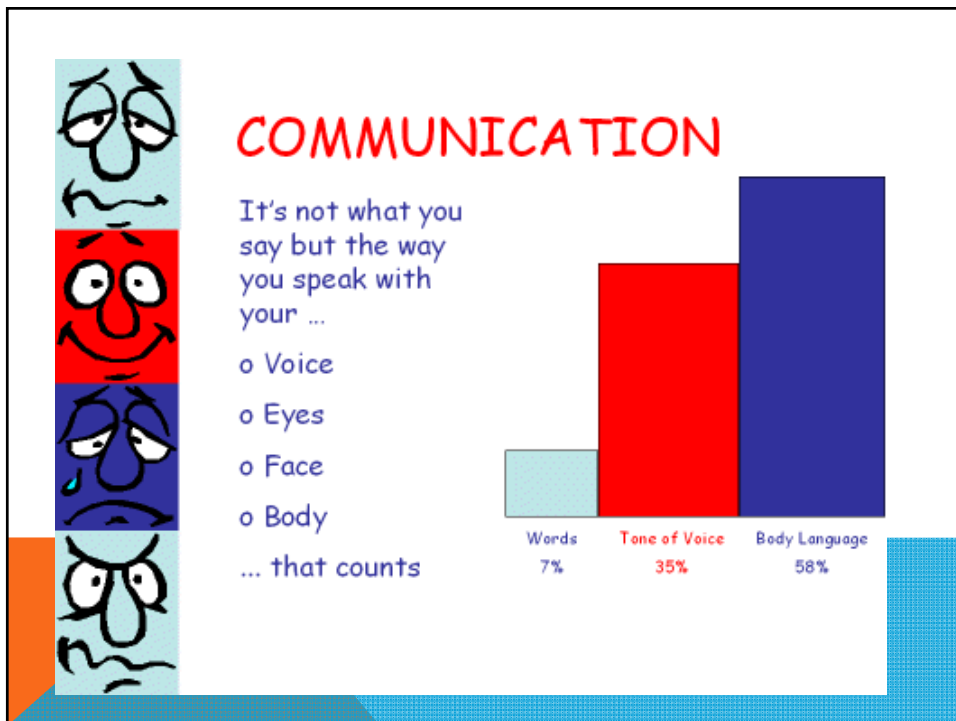 COMMUNICATION
It's not what you
say but the way
you speak with
your ...
o Voice
o Eyes
o Face
o Body
... that counts
Words
7%
Tone of Voice
35%
Body Language
58%